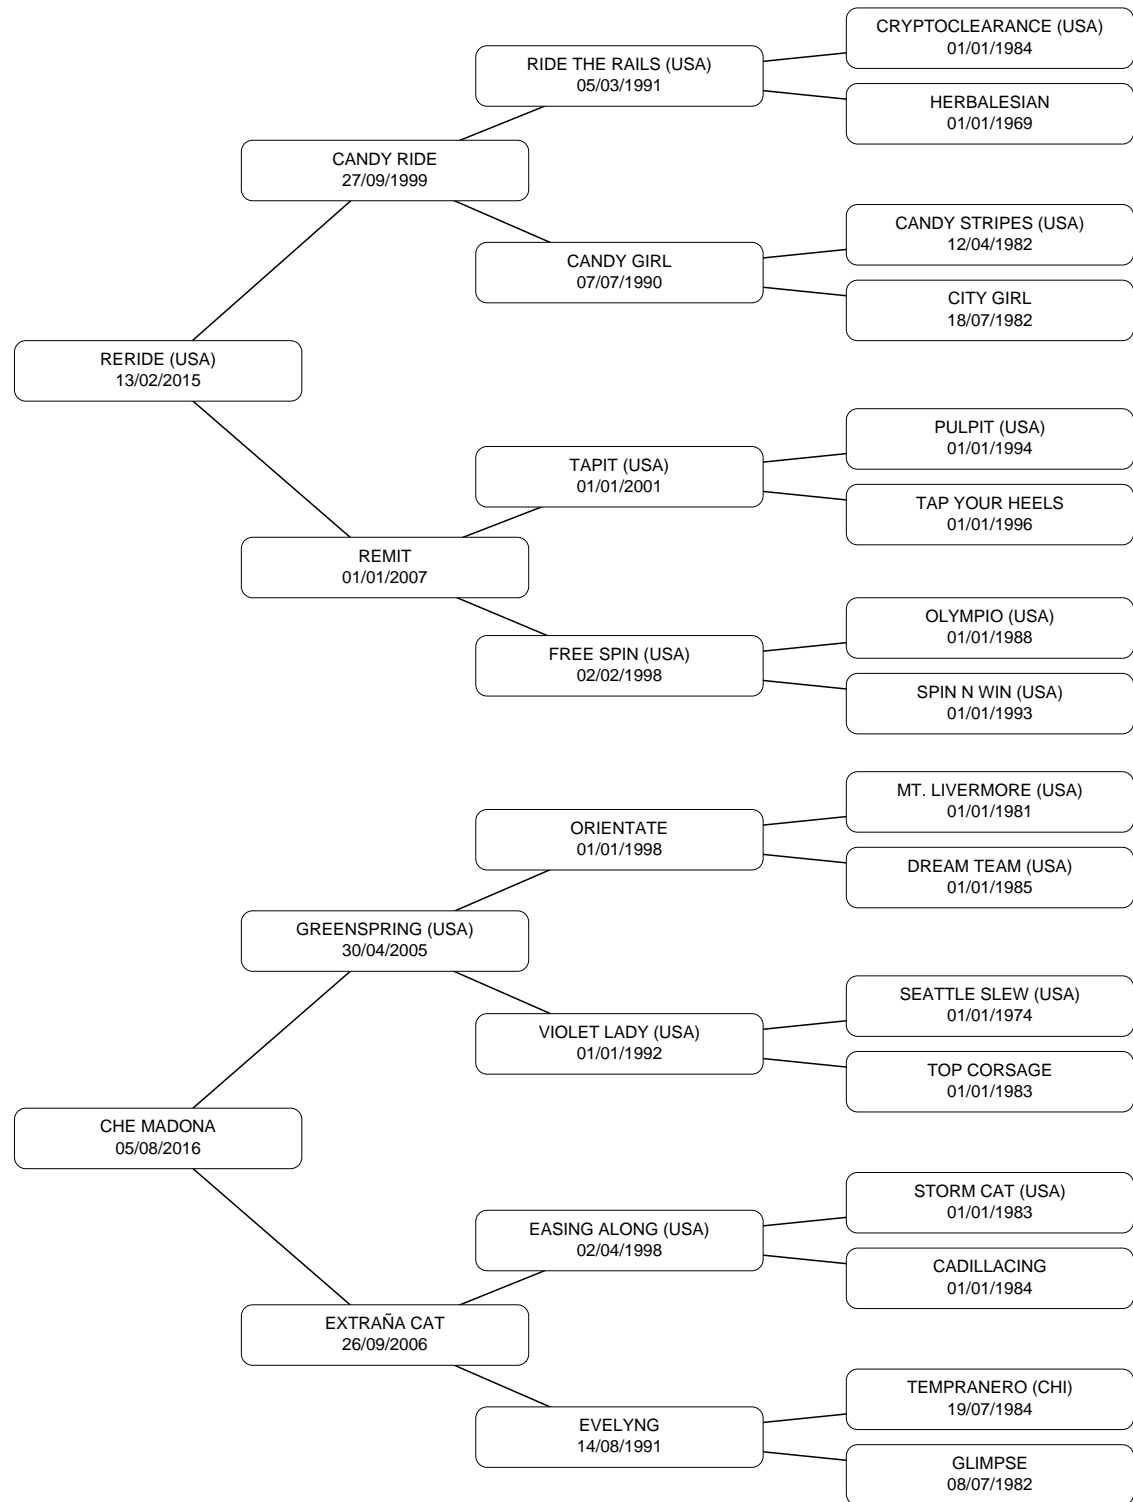 CRYPTOCLEARANCE (USA)
01/01/1984
RIDE THE RAILS (USA)
05/03/1991
HERBALESIAN
01/01/1969
CANDY RIDE
27/09/1999
CANDY STRIPES (USA)
12/04/1982
CANDY GIRL
07/07/1990
CITY GIRL
18/07/1982
RERIDE (USA)
13/02/2015
PULPIT (USA)
01/01/1994
TAPIT (USA)
01/01/2001
TAP YOUR HEELS
01/01/1996
REMIT
01/01/2007
OLYMPIO (USA)
01/01/1988
FREE SPIN (USA)
02/02/1998
SPIN N WIN (USA)
01/01/1993
MT. LIVERMORE (USA)
01/01/1981
ORIENTATE
01/01/1998
DREAM TEAM (USA)
01/01/1985
GREENSPRING (USA)
30/04/2005
SEATTLE SLEW (USA)
01/01/1974
VIOLET LADY (USA)
01/01/1992
TOP CORSAGE
01/01/1983
CHE MADONA
05/08/2016
STORM CAT (USA)
01/01/1983
EASING ALONG (USA)
02/04/1998
CADILLACING
01/01/1984
EXTRAÑA CAT
26/09/2006
TEMPRANERO (CHI)
19/07/1984
EVELYNG
14/08/1991
GLIMPSE
08/07/1982